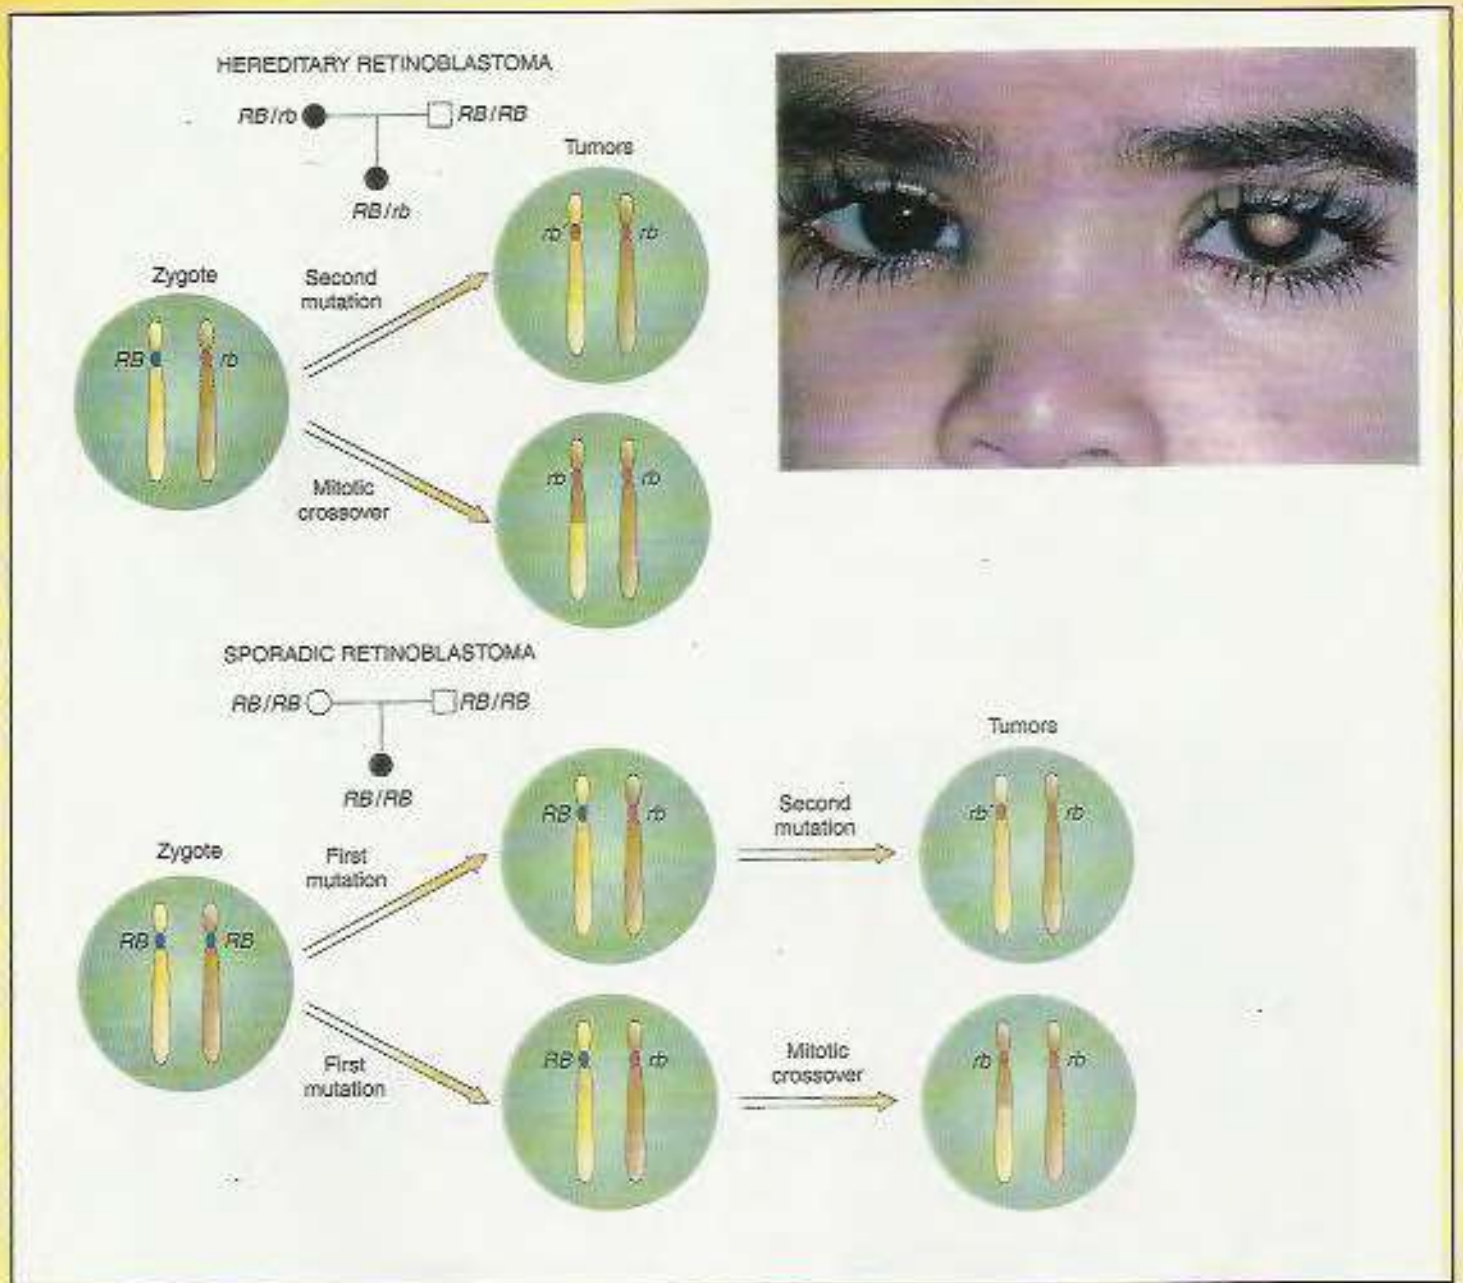 HEREDITARY RETINOBLASTOMA
RB/rb
RB/RB
RB/rb
Tumors
rb'
rb
Zygote
Second
mutation
RB
rb
Mitotic
crossover
rb
rb
SPORADIC RETINOBLASTOMA
RB/RB
RB/RB
RB/RB
Tumors
RB
rb
Second
mutation
rb'
rb
Zygote
First
mutation
RB
RB
First
mutation
RB
rb
Mitotic
crossover
rb
rb